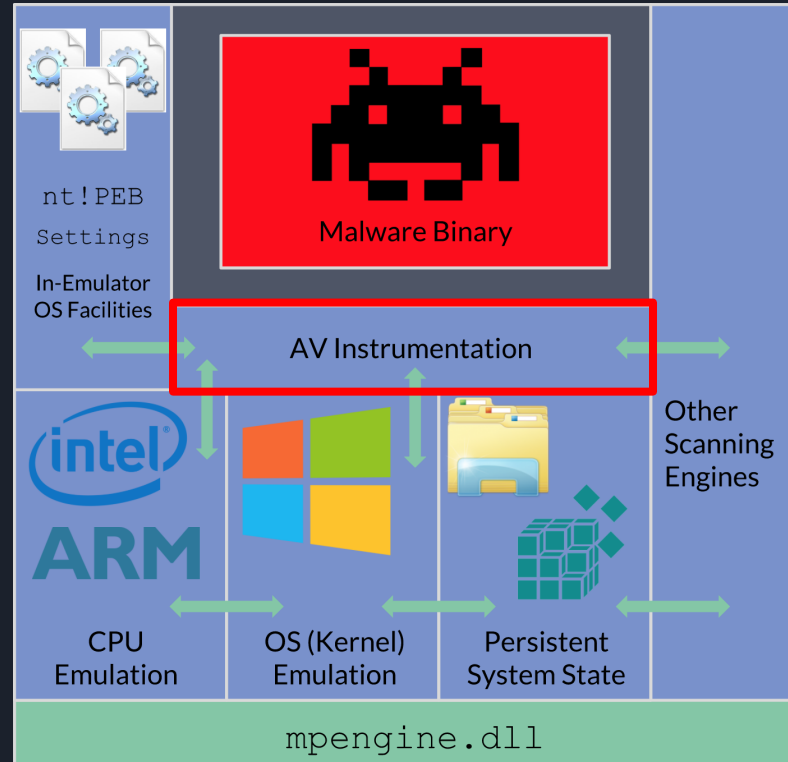 nt!PEB
Settings
In-Emulator
OS Facilities
Malware Binary
AV Instrumentation
Other
Scanning
Engines
intel
ARM
CPU
Emulation
OS (Kernel)
Emulation
Persistent
System State
mpengine.dll